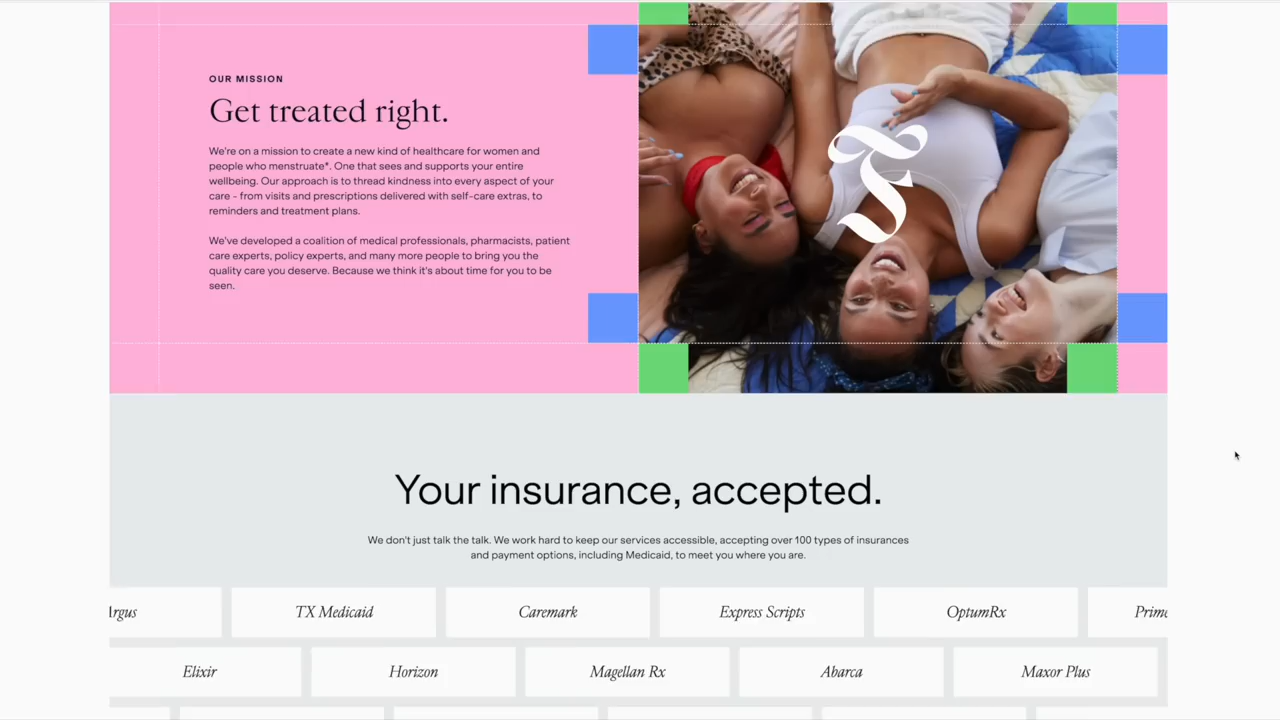 OUR MISSION
Get treated right.
We're on a mission to create a new kind of healthcare for women and
people who menstruate*. One that sees and supports your entire
wellbeing. Our approach is to thread kindness into every aspect of your
care - from visits and prescriptions delivered with self-care extras, to
reminders and treatment plans.
We've developed a coalition of medical professionals, pharmacists, patient
care experts, policy experts, and many more people to bring you the
quality care you deserve. Because we think it's about time for you to be
seen.
Your insurance, accepted.
We don't just talk the talk. We work hard to keep our services accessible, accepting over 100 types of insurances
and payment options, including Medicaid, to meet you where you are.
TX Medicaid Caremark Express Scripts OptumRx
Elixir Horizon Magellan Rx Abarca Maxor Plus